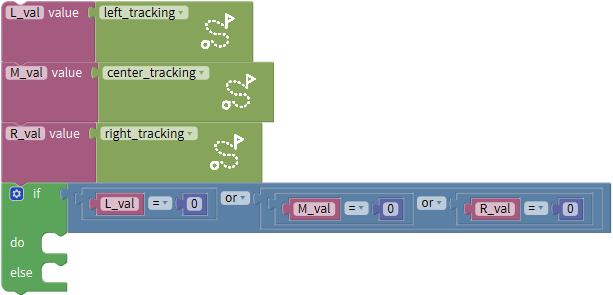 L_val value left_tracking
M_val value center_tracking
R_val value right_tracking
if L_val = 0 or M_val = 0 or R_val = 0
do
else